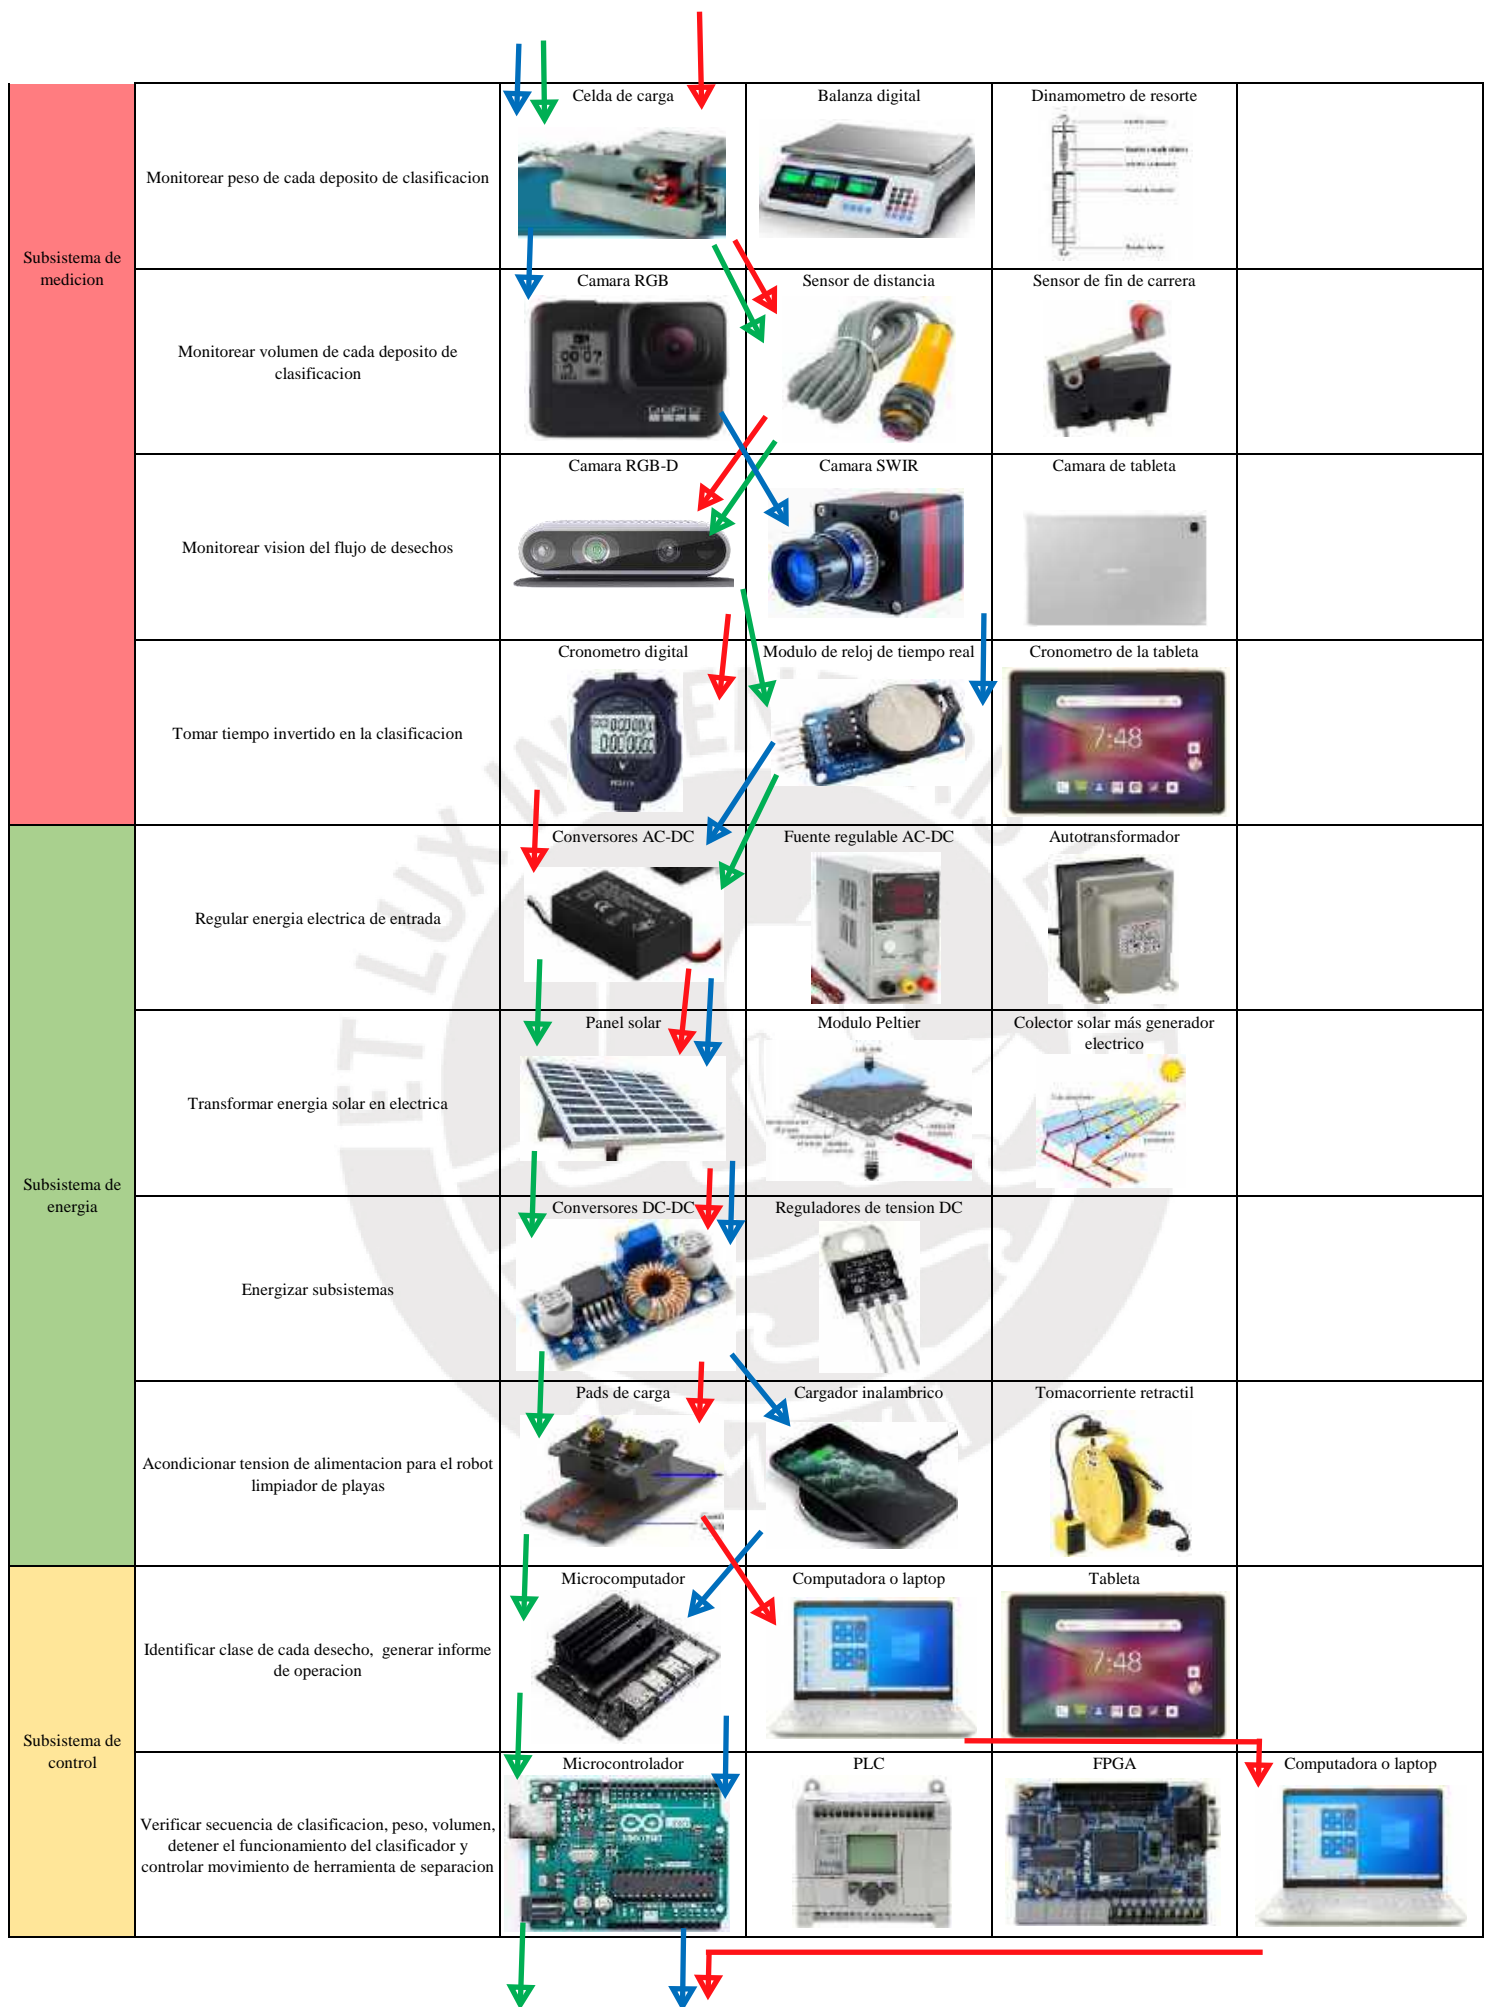 Celda de carga
Balanza digital
Dinamometro de resorte
Monitorear peso de cada deposito de clasificacion
Subsistema de
medicion
Camara RGB
Sensor de distancia
Sensor de fin de carrera
Monitorear volumen de cada deposito de
clasificacion
Camara RGB-D
Camara SWIR
Camara de tableta
Monitorear vision del flujo de desechos
Cronometro digital
Modulo de reloj de tiempo real
Cronometro de la tableta
Tomar tiempo invertido en la clasificacion
7:48
Conversores AC-DC
Fuente regulable AC-DC
Autotransformador
Regular energia electrica de entrada
Panel solar
Modulo Peltier
Colector solar más generador
electrico
Transformar energia solar en electrica
Subsistema de
energia
Conversores DC-DC
Reguladores de tension DC
Energizar subsistemas
Pads de carga
Cargador inalambrico
Tomacorriente retractil
Acondicionar tension de alimentacion para el robot
limpiador de playas
Microcomputador
Computadora o laptop
Tableta
Identificar clase de cada desecho, generar informe
de operacion
7:48
Subsistema de
control
Microcontrolador
PLC
FPGA
Computadora o laptop
Verificar secuencia de clasificacion, peso, volumen,
detener el funcionamiento del clasificador y
controlar movimiento de herramienta de separacion
ET LUX IN